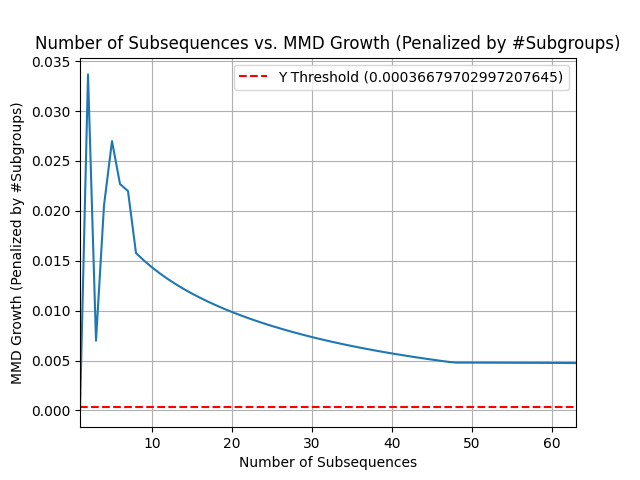 Number of Subsequences vs. MMD Growth (Penalized by #Subgroups)
Y Threshold (0.00036679702997207645)
MMD Growth (Penalized by #Subgroups)
0.035
0.030
0.025
0.020
0.015
0.010
0.005
0.000
10 20 30 40 50 60
Number of Subsequences